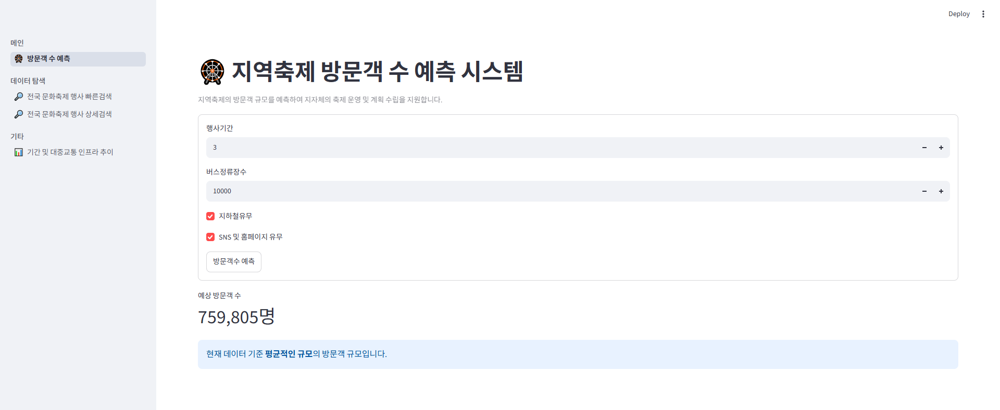 Deploy
메인
방문객 수 예측
데이터 탐색
전국 문화축제 행사 빠른검색
전국 문화축제 행사 상세검색
기타
기간 및 대중교통 인프라 추이
지역축제 방문객 수 예측 시스템
지역축제의 방문객 규모를 예측하여 지자체의 축제 운영 및 계획 수립을 지원합니다.
행사기간
3
버스정류장수
10000
지하철유무
SNS 및 홈페이지 유무
방문객수 예측
예상 방문객 수
759,805명
현재 데이터 기준 평균적인 규모의 방문객 규모입니다.